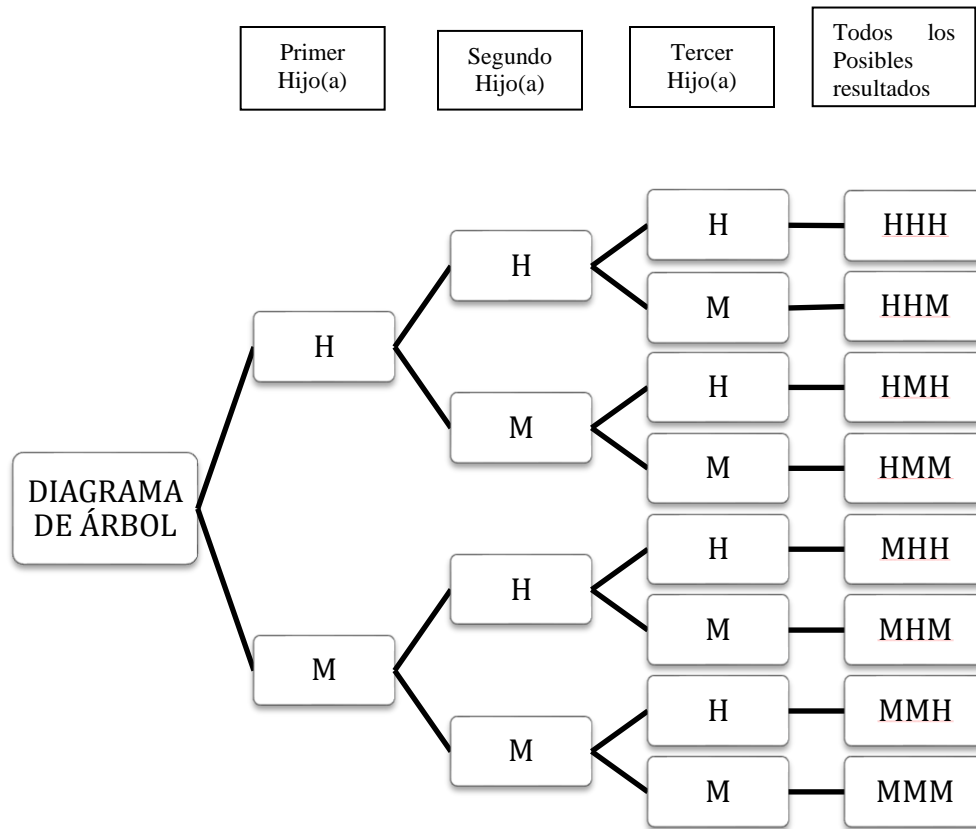 Primer
Hijo(a)
Segundo
Hijo(a)
Tercer
Hijo(a)
Todos los
Posibles
resultados
DIAGRAMA
DE ÁRBOL
H
M
H
M
H
M
H
M
H
M
H
M
H
M
HHH
HHM
HMH
HMM
MHH
MHM
MMH
MMM